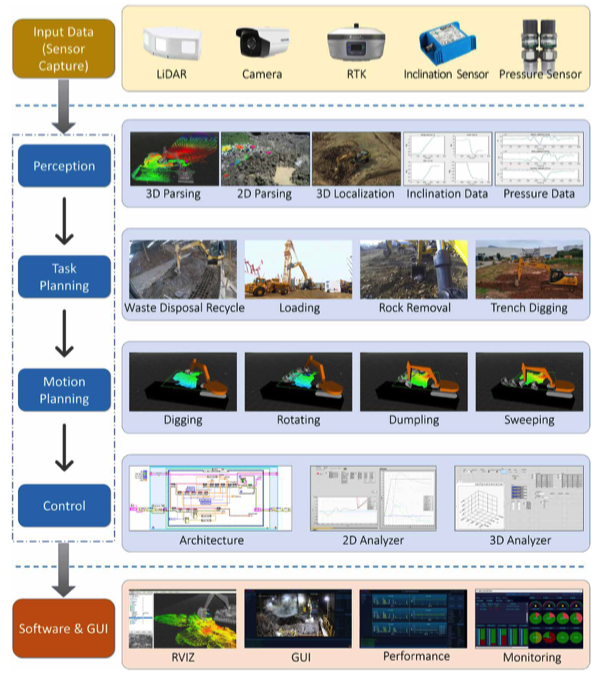 Input Data
(Sensor
Capture)
LiDAR
Camera
RTK
Inclination Sensor
Pressure Sensor
Perception
3D Parsing
2D Parsing
3D Localization
Inclination Data
Pressure Data
Task
Planning
Waste Disposal Recycle
Loading
Rock Removal
Trench Digging
Motion
Planning
Digging
Rotating
Dumpling
Sweeping
Control
Architecture
2D Analyzer
3D Analyzer
Software & GUI
RVIZ
GUI
Performance
Monitoring